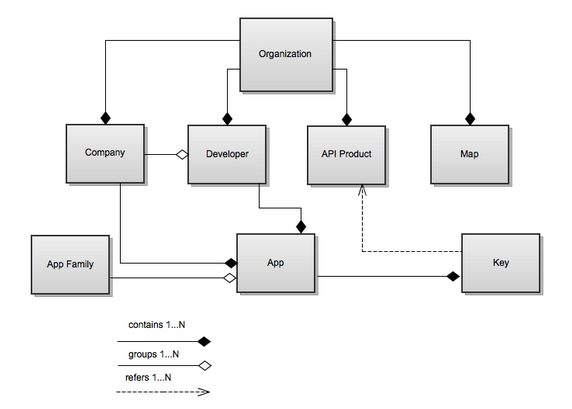 Organization
Company
Developer
API Product
Map
App Family
App
Key
contains 1...N
groups 1...N
refers 1...N